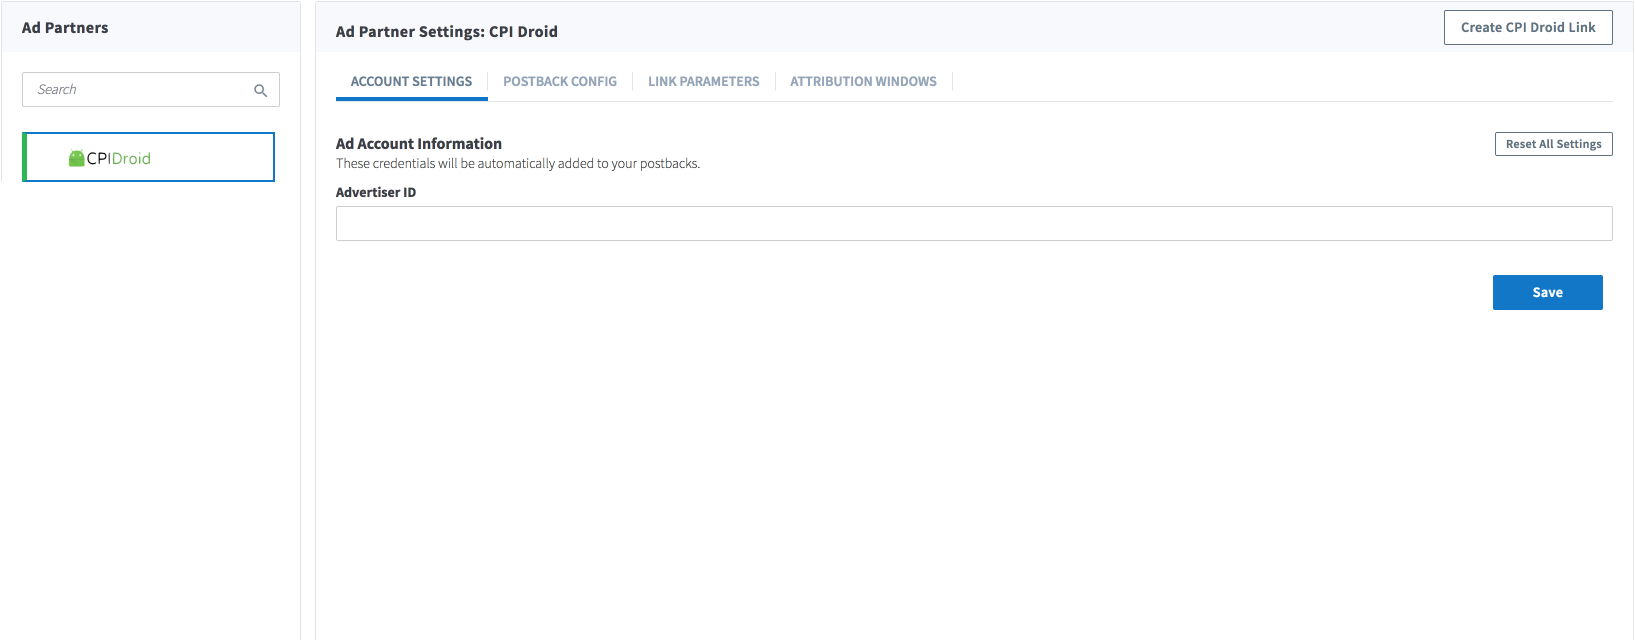 Ad Partners
Search
CPIDroid
Ad Partner Settings: CPI Droid
Create CPI Droid Link
ACCOUNT SETTINGS
POSTBACK CONFIG
LINK PARAMETERS
ATTRIBUTION WINDOWS
Ad Account Information
Reset All Settings
These credentials will be automatically added to your postbacks.
Advertiser ID
Save